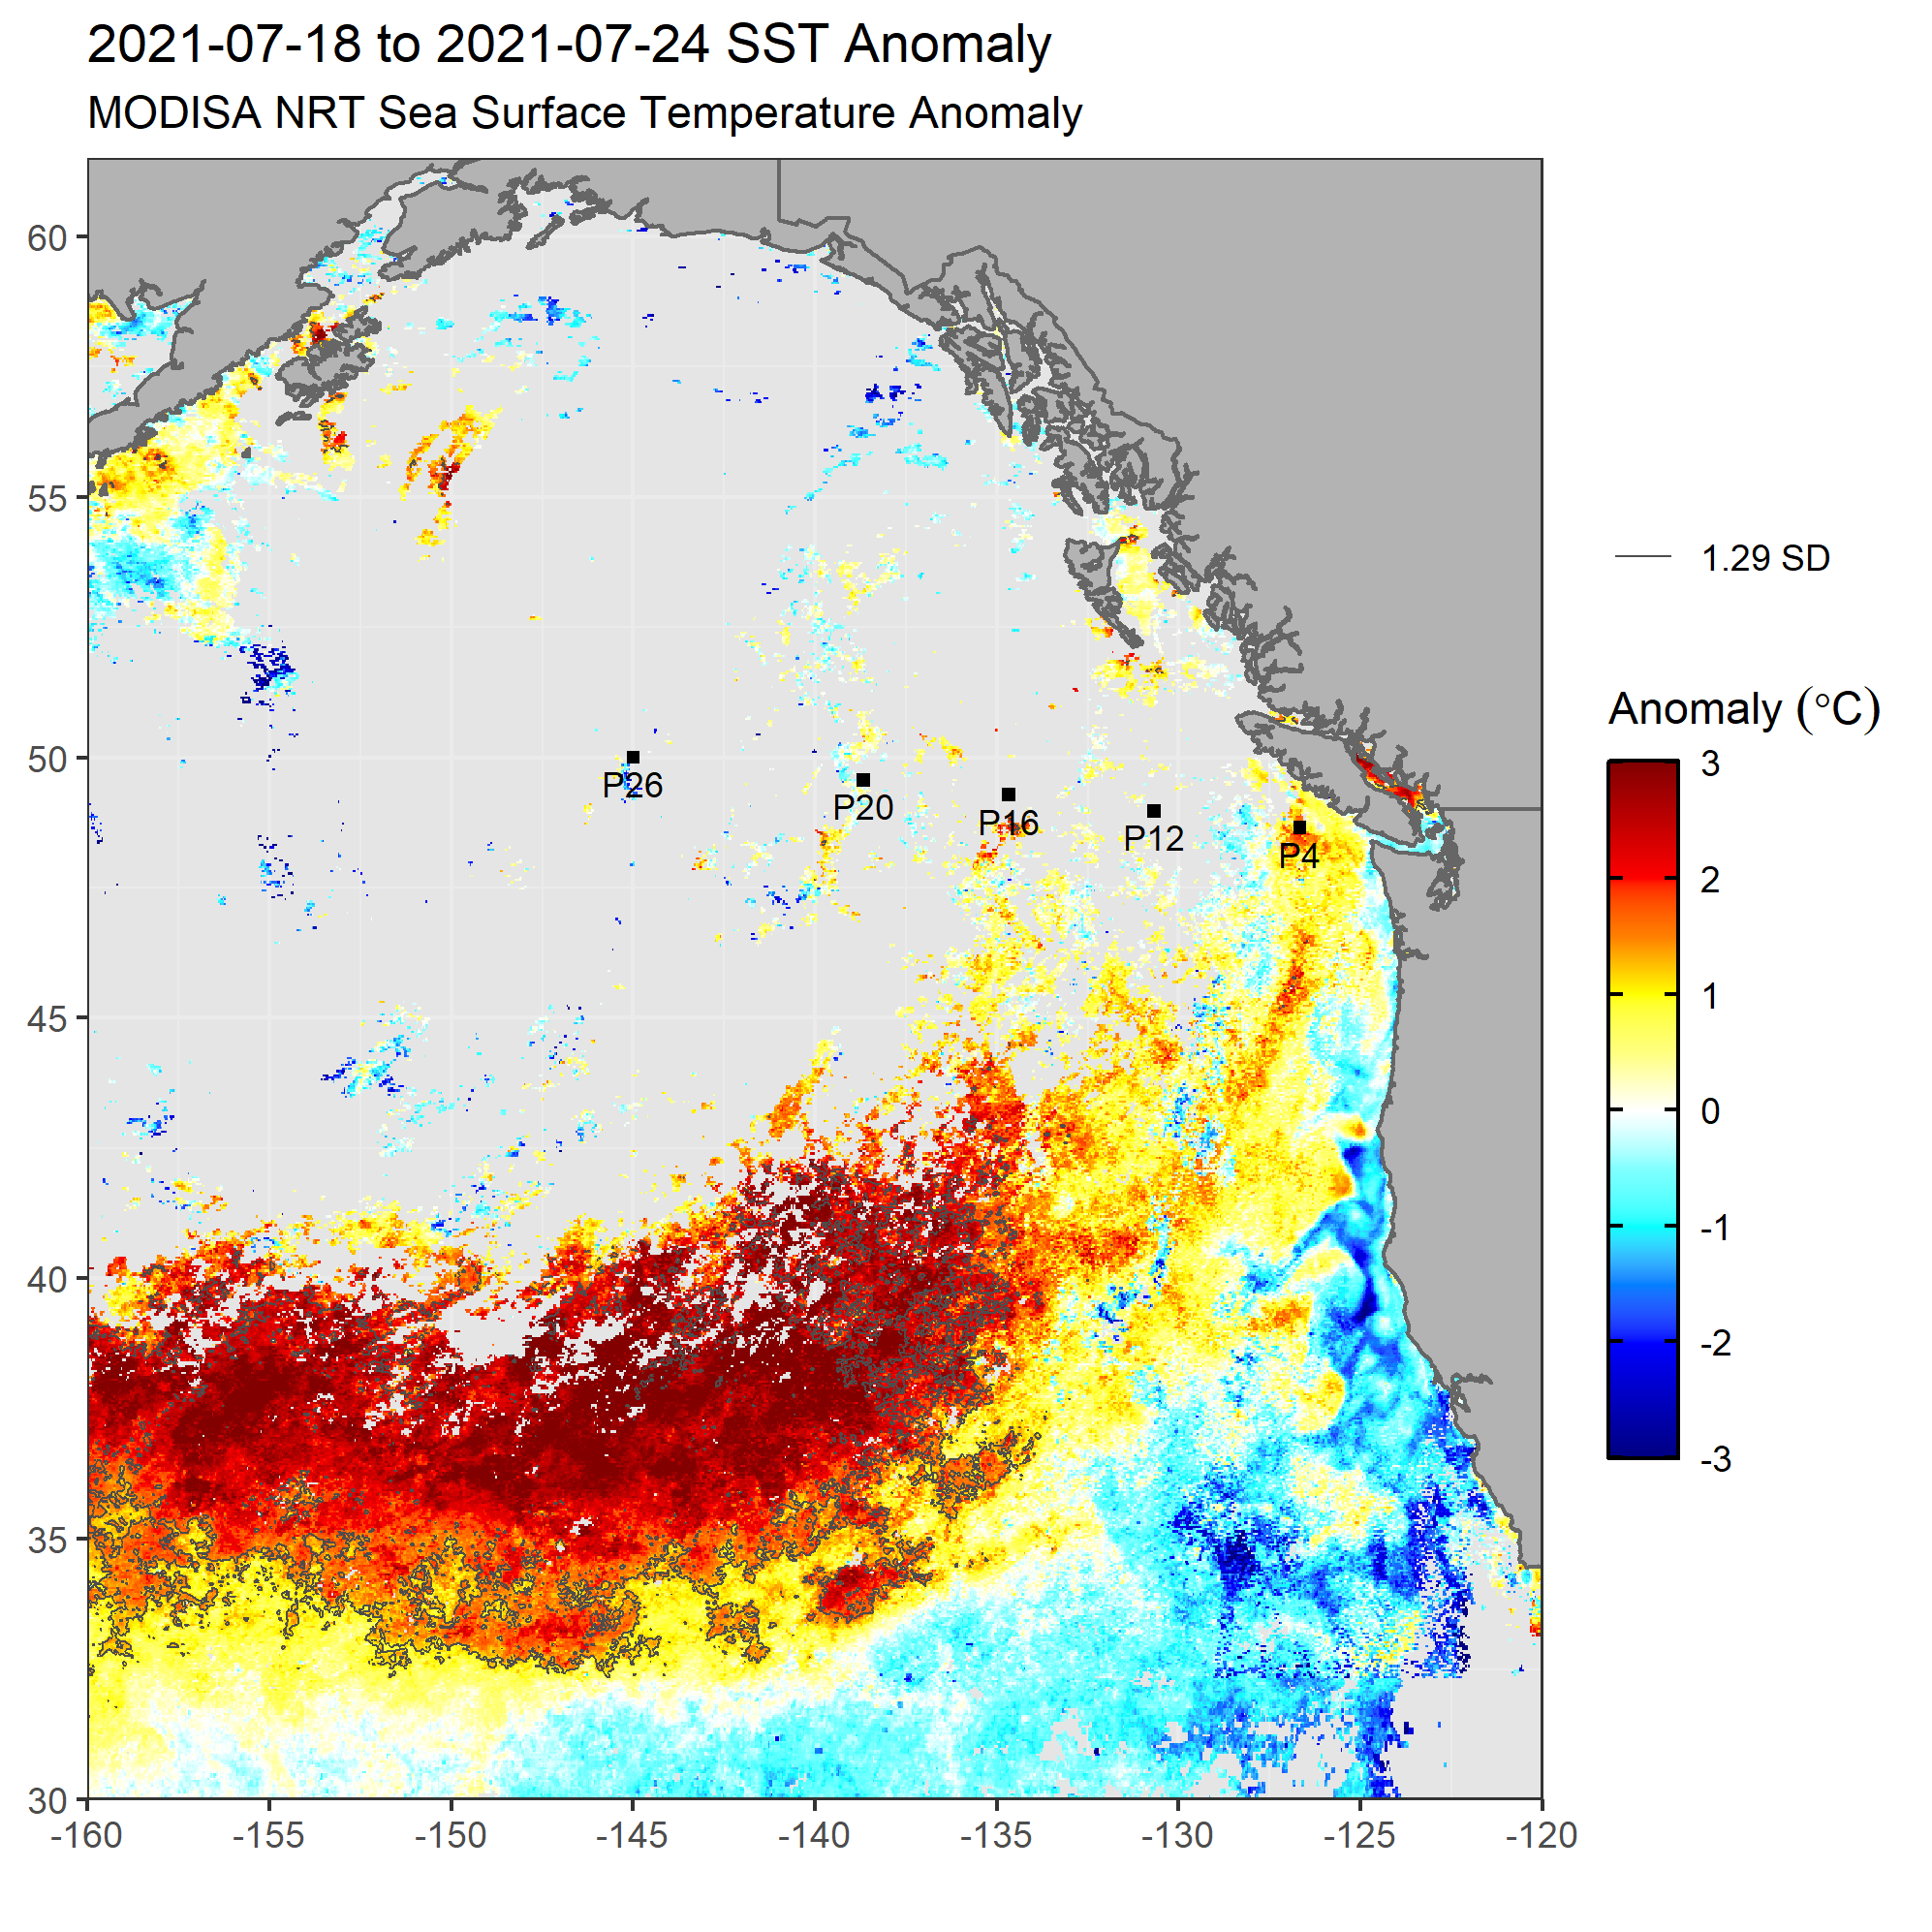 2021-07-18 to 2021-07-24 SST Anomaly
MODISA NRT Sea Surface Temperature Anomaly
60
55
50
45
40
35
30
-160
-155
-150
-145
-140
-135
-130
-125
-120
P26
P20
P16
P12
P4
1.29 SD
Anomaly (°C)
3
2
1
0
-1
-2
-3